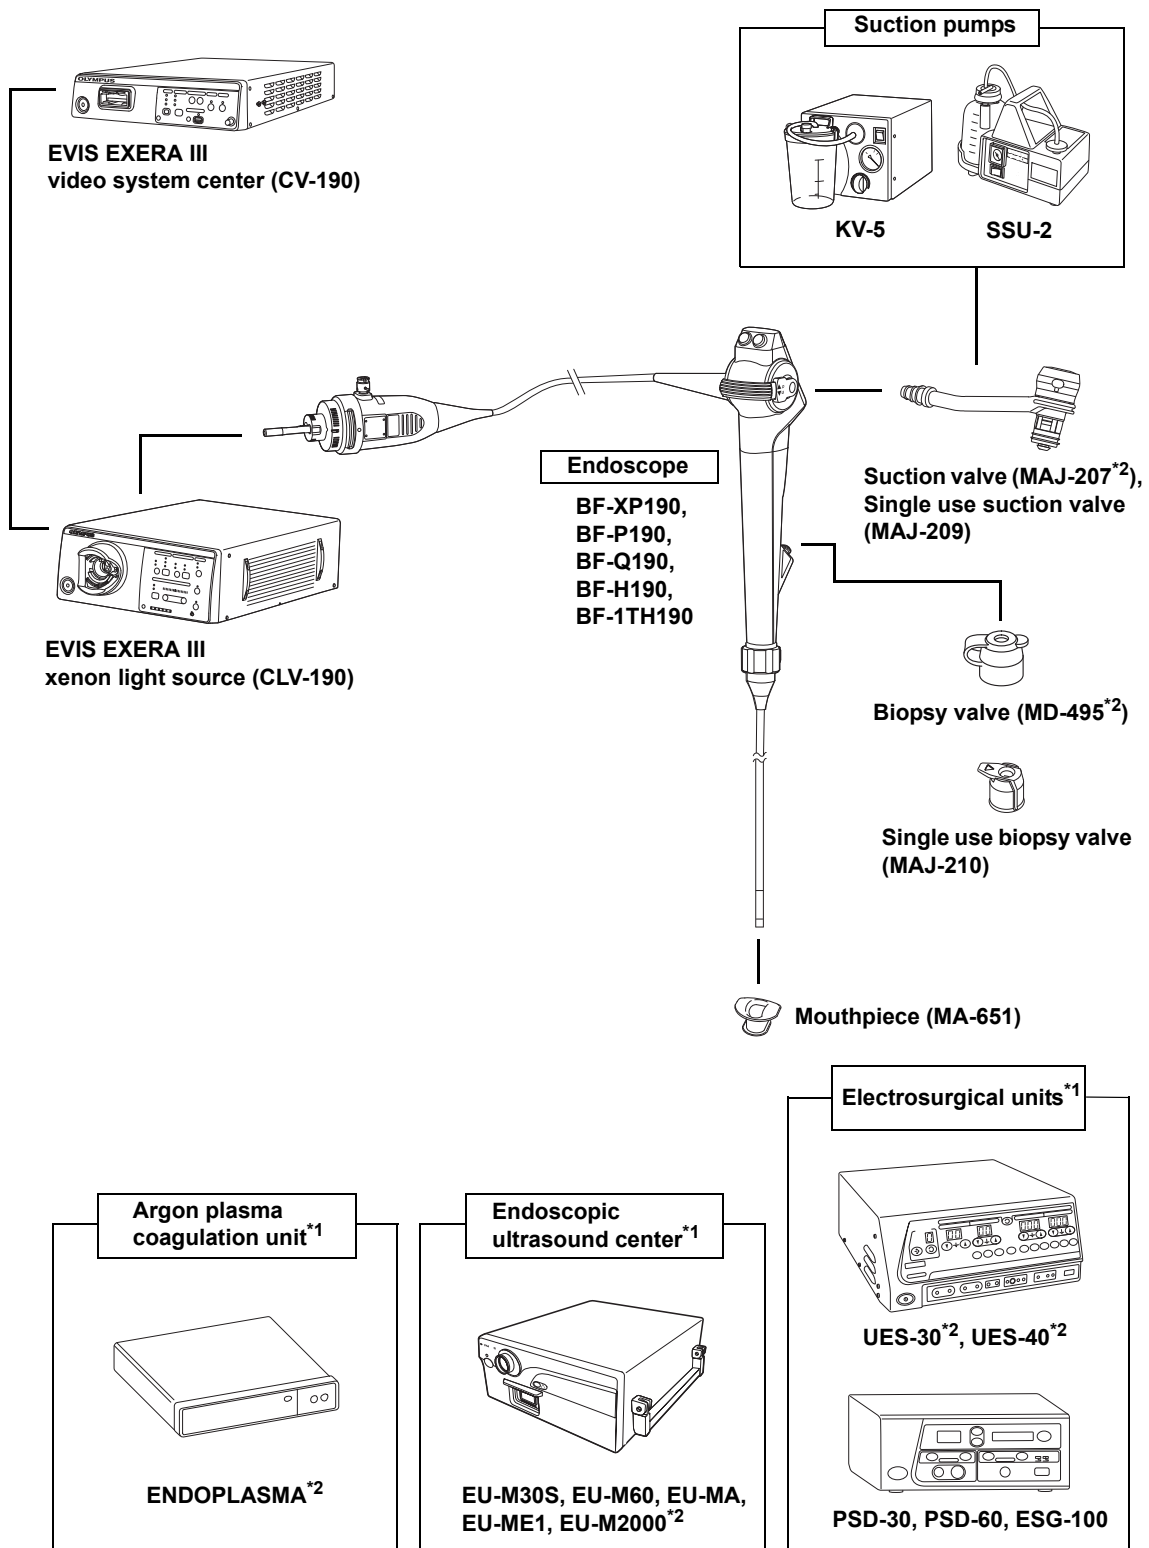 Suction pumps
OLYMPUS
EVIS EXERA III
video system center (CV-190)
KV-5
SSU-2
Endoscope
BF-XP190,
BF-P190,
BF-Q190,
BF-H190,
BF-1TH190
Suction valve (MAJ-207*2),
Single use suction valve
(MAJ-209)
OLYMPUS
EVIS EXERA III
xenon light source (CLV-190)
Biopsy valve (MD-495*2)
Single use biopsy valve
(MAJ-210)
Mouthpiece (MA-651)
Electrosurgical units*1
UES-30*2, UES-40*2
PSD-30, PSD-60, ESG-100
Argon plasma
coagulation unit*1
ENDOPLASMA*2
Endoscopic
ultrasound center*1
EU-M30S, EU-M60, EU-MA,
EU-ME1, EU-M2000*2